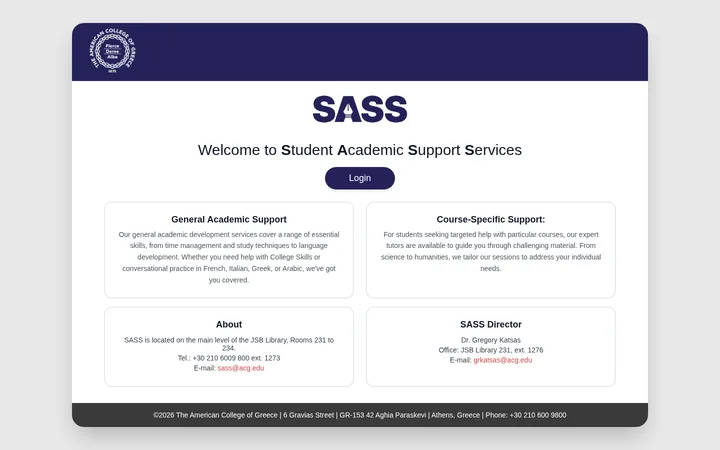 THE AMERICAN COLLEGE OF GREECE
Pierce
Deree
Alba
1875
SASS
Welcome to Student Academic Support Services
Login
General Academic Support
Our general academic development services cover a range of essential
skills, from time management and study techniques to language
development. Whether you need help with College Skills or
conversational practice in French, Italian, Greek, or Arabic, we've got
you covered.
Course-Specific Support:
For students seeking targeted help with particular courses, our expert
tutors are available to guide you through challenging material. From
science to humanities, we tailor our sessions to address your individual
needs.
About
SASS is located on the main level of the JSB Library, Rooms 231 to
234.
Tel.: +30 210 6009 800 ext. 1273
E-mail: sass@acg.edu
SASS Director
Dr. Gregory Katsas
Office: JSB Library 231, ext. 1276
E-mail: grkatsas@acg.edu
©2026 The American College of Greece | 6 Gravias Street | GR-153 42 Aghia Paraskevi | Athens, Greece | Phone: +30 210 600 9800